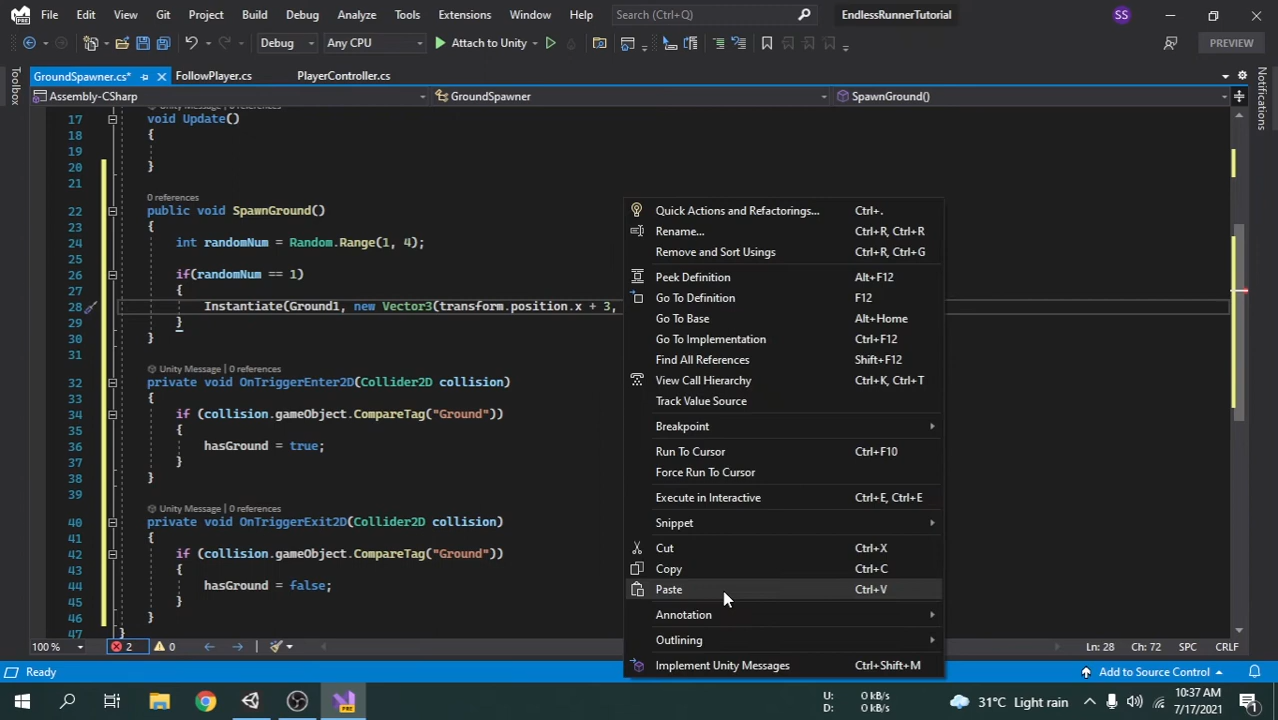 File Edit View Git Project Build Debug Test Analyze Tools Extensions Window Help Search (Ctrl+Q) EndlessRunnerTutorial SS
Debug Any CPU Attach to Unity PREVIEW
GroundSpawner.cs* FollowPlayer.cs PlayerController.cs
Assembly-CSharp GroundSpawner SpawnGround()
Toolbox
Notifications
Unity Message | 0 references
17 void Update()
18 {
19
20 }
21
0 references
22 public void SpawnGround()
23 {
24 int randomNum = Random.Range(1, 4);
25
26 if(randomNum == 1)
27 {
28 Instantiate(Ground1, new Vector3(transform.position.x + 3,
29 }
30 }
31
Unity Message | 0 references
32 private void OnTriggerEnter2D(Collider2D collision)
33 {
34 if (collision.gameObject.CompareTag("Ground"))
35 {
36 hasGround = true;
37 }
38 }
39
Unity Message | 0 references
40 private void OnTriggerExit2D(Collider2D collision)
41 {
42 if (collision.gameObject.CompareTag("Ground"))
43 {
44 hasGround = false;
45 }
46 }
47 }
Quick Actions and Refactorings... Ctrl+.
Rename... Ctrl+R, Ctrl+R
Remove and Sort Usings Ctrl+R, Ctrl+G
Peek Definition Alt+F12
Go To Definition F12
Go To Base Alt+Home
Go To Implementation Ctrl+F12
Find All References Shift+F12
View Call Hierarchy Ctrl+K, Ctrl+T
Track Value Source
Breakpoint
Run To Cursor Ctrl+F10
Force Run To Cursor
Execute in Interactive Ctrl+E, Ctrl+E
Snippet
Cut Ctrl+X
Copy Ctrl+C
Paste Ctrl+V
Annotation
Outlining
Implement Unity Messages Ctrl+Shift+M
100 % 2 0 Ln: 28 Ch: 72 SPC CRLF
Ready Add to Source Control
U: 0 kB/s
D: 0 kB/s
31°C Light rain
10:37 AM
7/17/2021
1